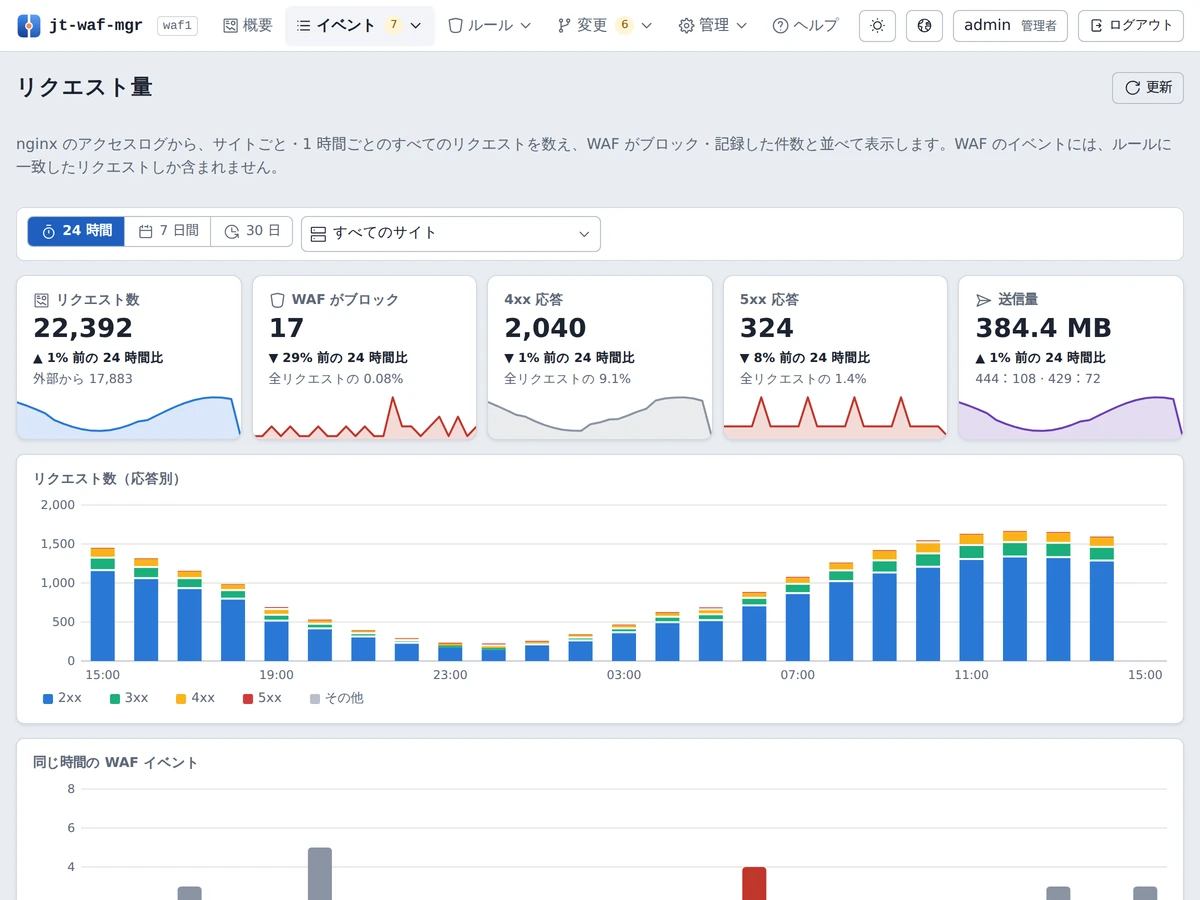 jt-waf-mgr waf1 概要 イベント 7 ルール 変更 6 管理 ヘルプ admin 管理者 ログアウト
リクエスト量
更新
nginx のアクセスログから、サイトごと・1 時間ごとのすべてのリクエストを数え、WAF がブロック・記録した件数と並べて表示します。WAF のイベントには、ルールに
一致したリクエストしか含まれません。
24 時間 7 日間 30 日 すべてのサイト
リクエスト数
22,392
▲ 1% 前の 24 時間比
外部から 17,883
WAF がブロック
17
▼ 29% 前の 24 時間比
全リクエストの 0.08%
4xx 応答
2,040
▼ 1% 前の 24 時間比
全リクエストの 9.1%
5xx 応答
324
▼ 8% 前の 24 時間比
全リクエストの 1.4%
送信量
384.4 MB
▲ 1% 前の 24 時間比
444：108 · 429：72
リクエスト数（応答別）
2,000
1,500
1,000
500
0
15:00 19:00 23:00 03:00 07:00 11:00 15:00
2xx 3xx 4xx 5xx その他
同じ時間の WAF イベント
8
6
4